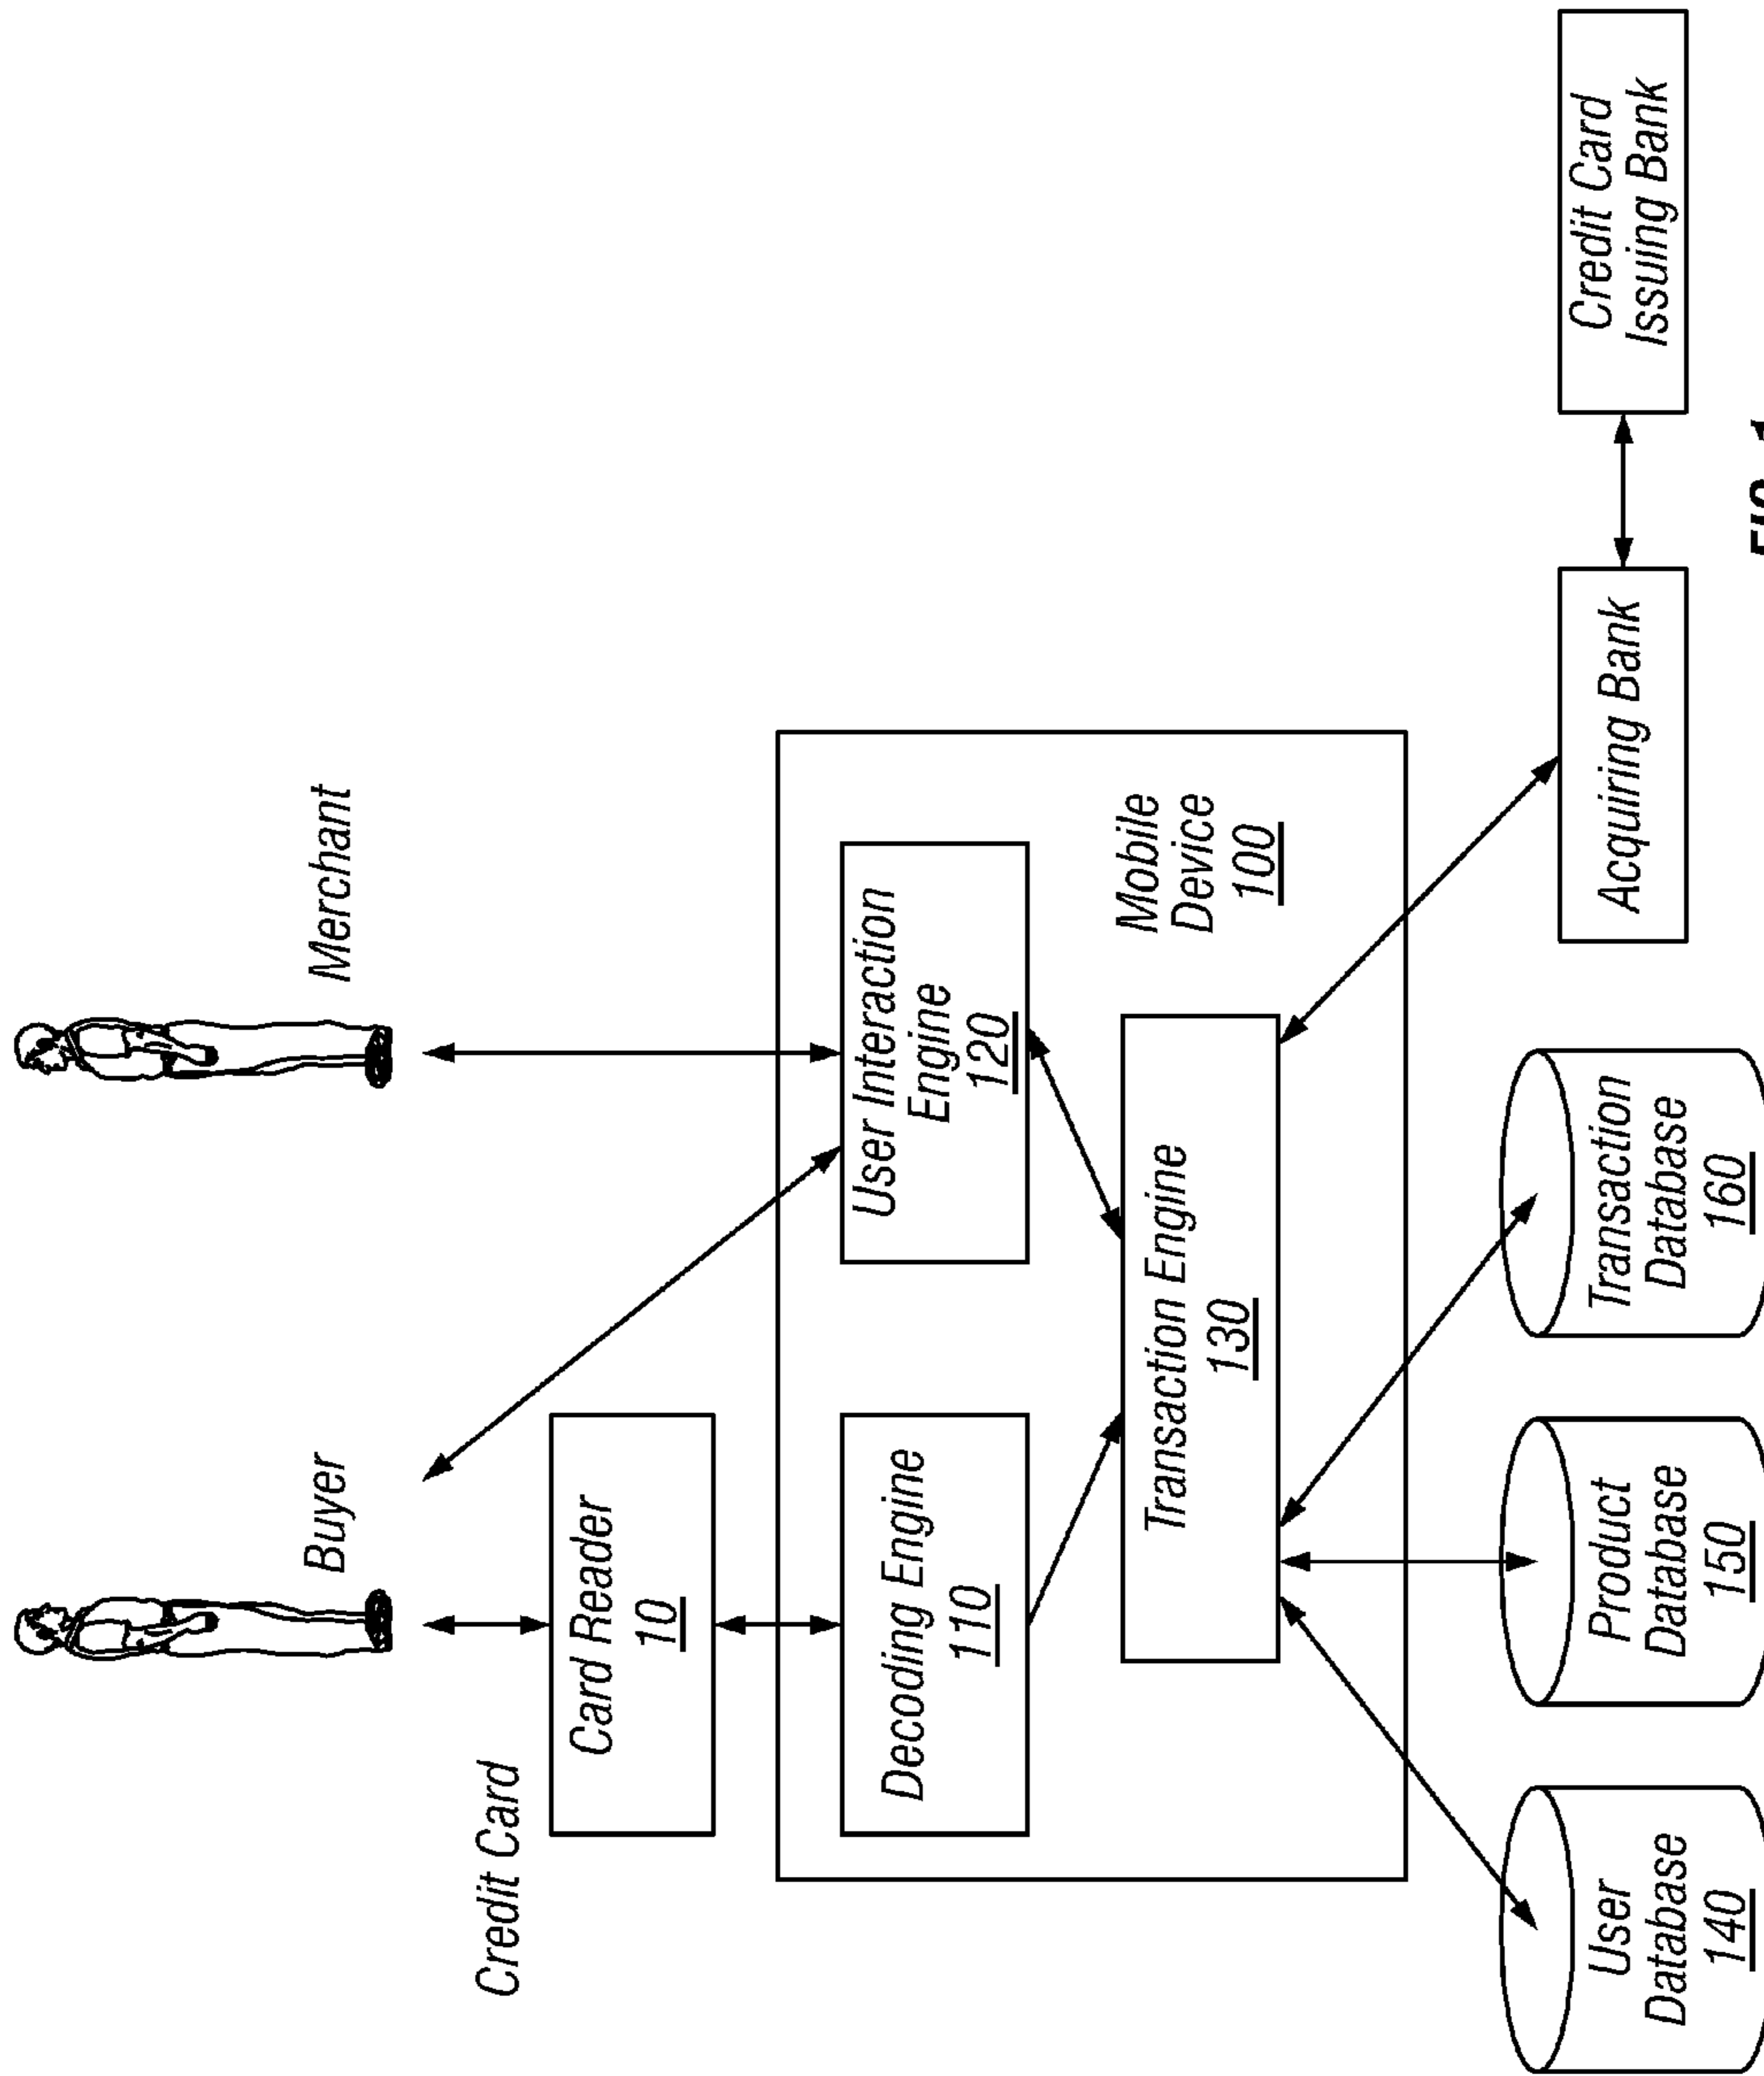 Buyer
Merchant
Credit Card
Card Reader
10
Decoding Engine
110
User Interaction
Engine
120
Transaction Engine
130
Mobile
Device
100
User
Database
140
Product
Database
150
Transaction
Database
160
Acquiring Bank
Credit Card
Issuing Bank